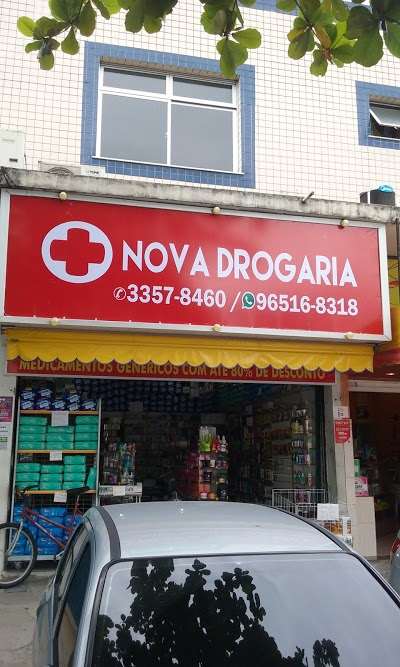 NOVA DROGARIA
3357-8460 / 96516-8318
MEDICAMENTOS GENÉRICOS COM ATÉ 80% DE DESCONTO